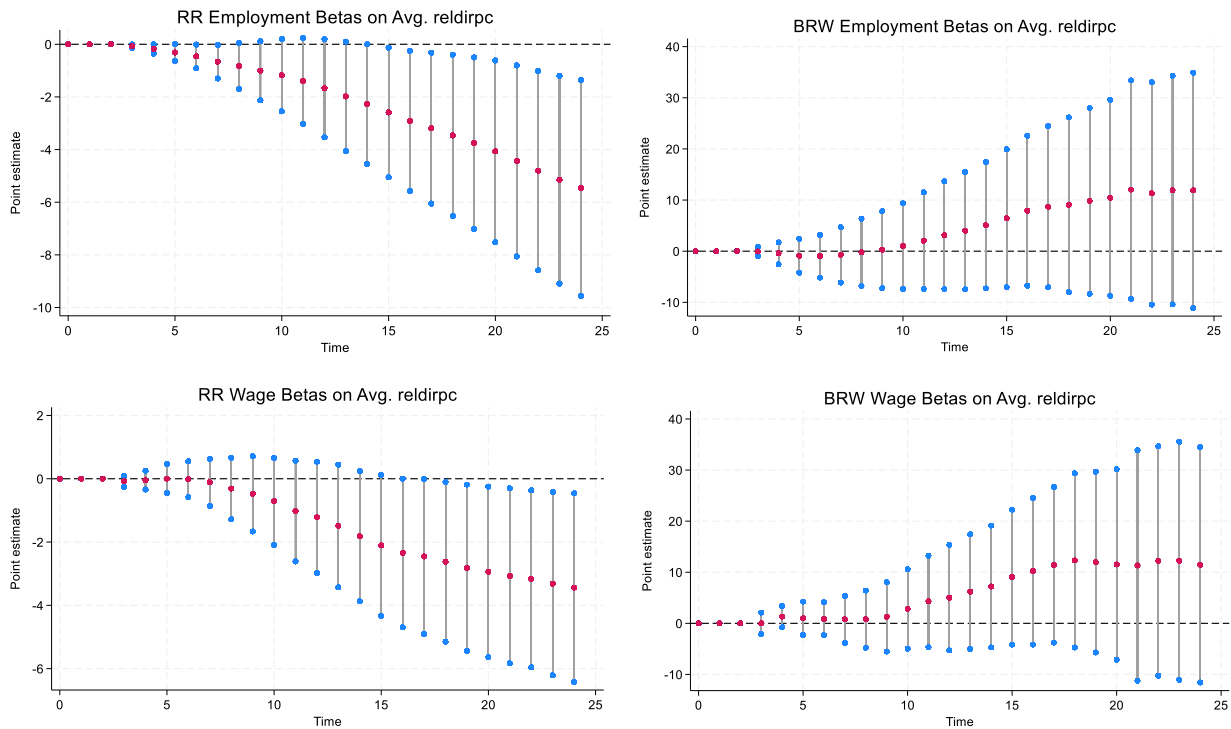 RR Employment Betas on Avg. reldirpc
0
-2
-4
-6
-8
-10
Point estimate
0 5 10 15 20 25
Time
BRW Employment Betas on Avg. reldirpc
40
30
20
10
0
-10
Point estimate
0 5 10 15 20 25
Time
RR Wage Betas on Avg. reldirpc
2
0
-2
-4
-6
Point estimate
0 5 10 15 20 25
Time
BRW Wage Betas on Avg. reldirpc
40
30
20
10
0
-10
Point estimate
0 5 10 15 20 25
Time